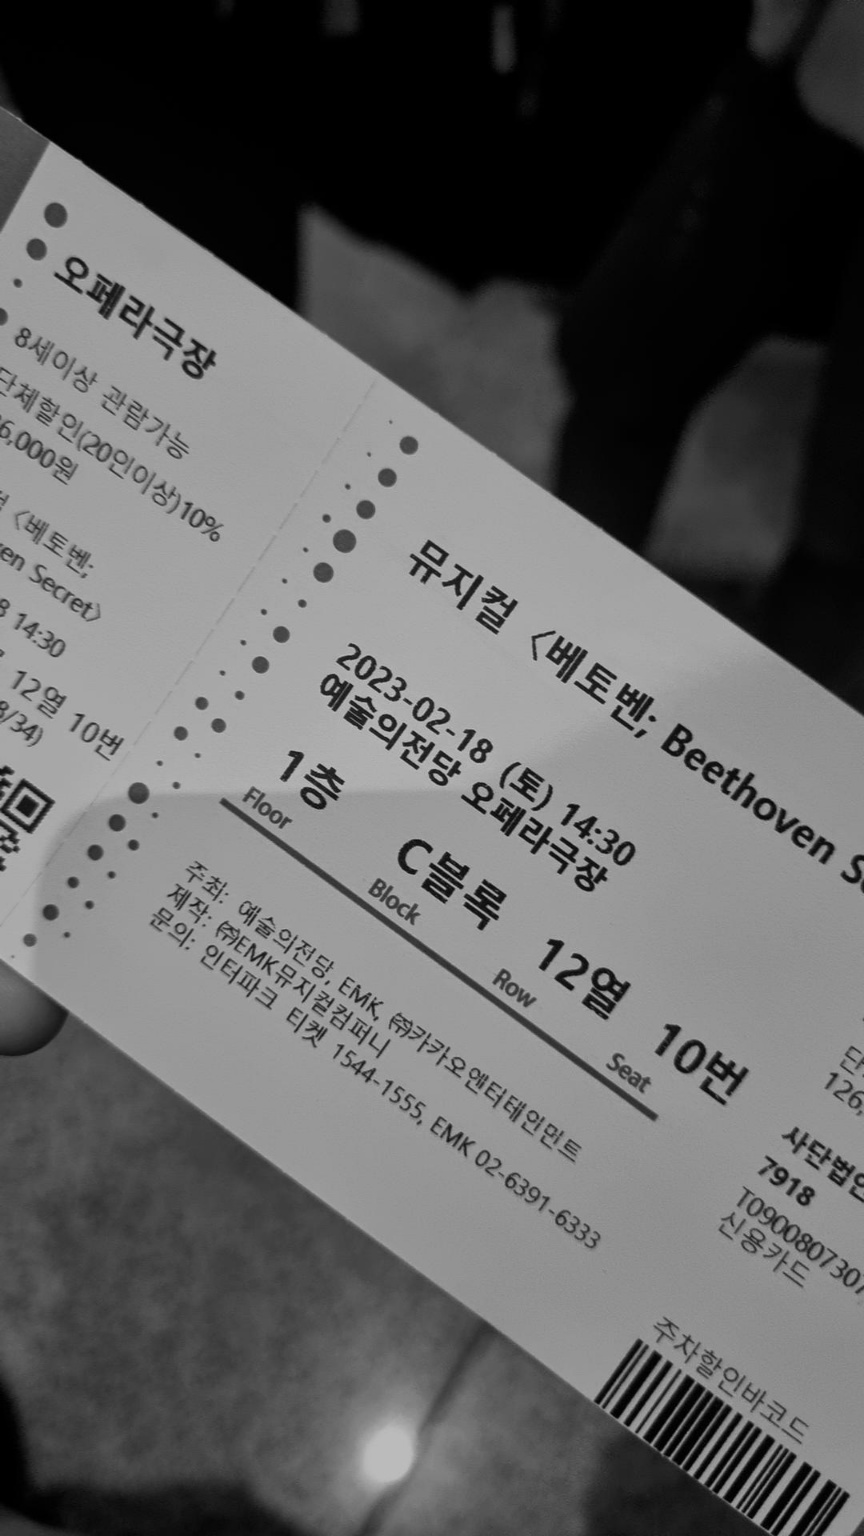 오페라극장
8세이상 관람가능
단체할인(20인이상)10%
6,000원
〈베토벤;
Secret〉
14:30
12열 10번
/34)
뮤지컬 〈베토벤; Beethoven
2023-02-18 (토) 14:30
예술의전당 오페라극장
1층 C블록 12열 10번
Floor Block Row Seat
주최: 예술의전당, EMK, ㈜카카오엔터테인먼트
제작: ㈜EMK뮤지컬컴퍼니
문의: 인터파크 티켓 1544-1555, EMK 02-6391-6333
126,
사단법인
7918
T0900807307
신용카드
주차할인바코드